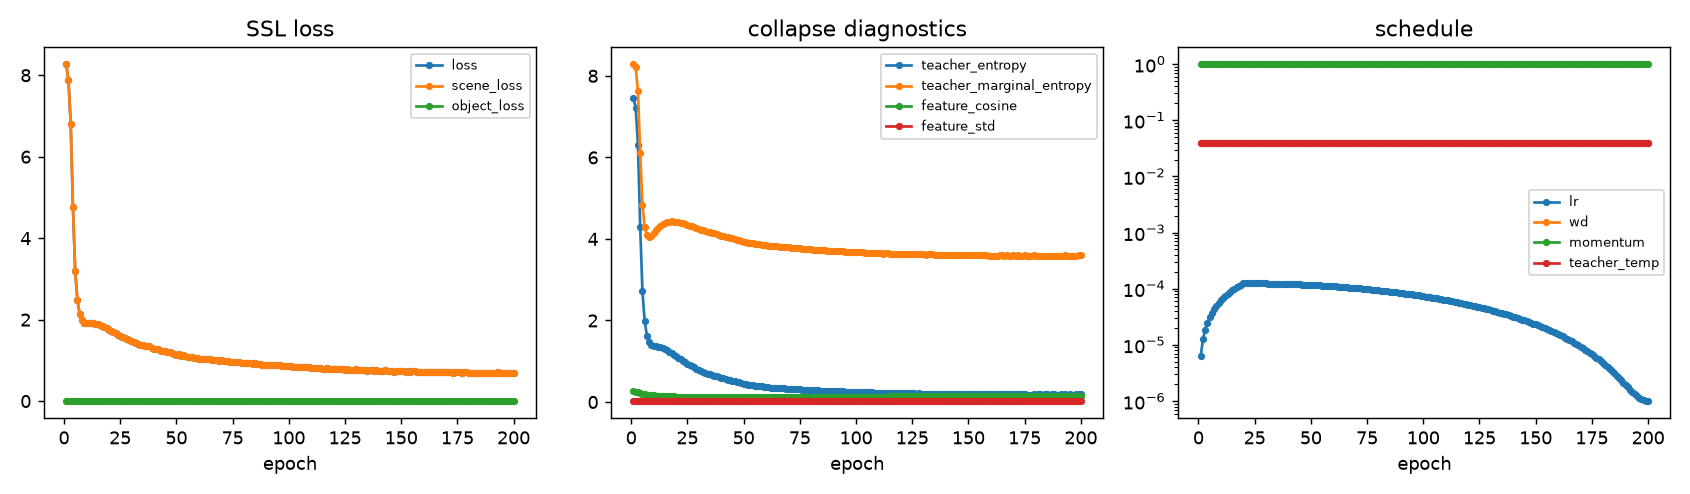 SSL loss
loss
scene_loss
object_loss
0
2
4
6
8
0 25 50 75 100 125 150 175 200
epoch
collapse diagnostics
teacher_entropy
teacher_marginal_entropy
feature_cosine
feature_std
0
2
4
6
8
0 25 50 75 100 125 150 175 200
epoch
schedule
10⁰
10⁻¹
10⁻²
10⁻³
10⁻⁴
10⁻⁵
10⁻⁶
lr
wd
momentum
teacher_temp
0 25 50 75 100 125 150 175 200
epoch